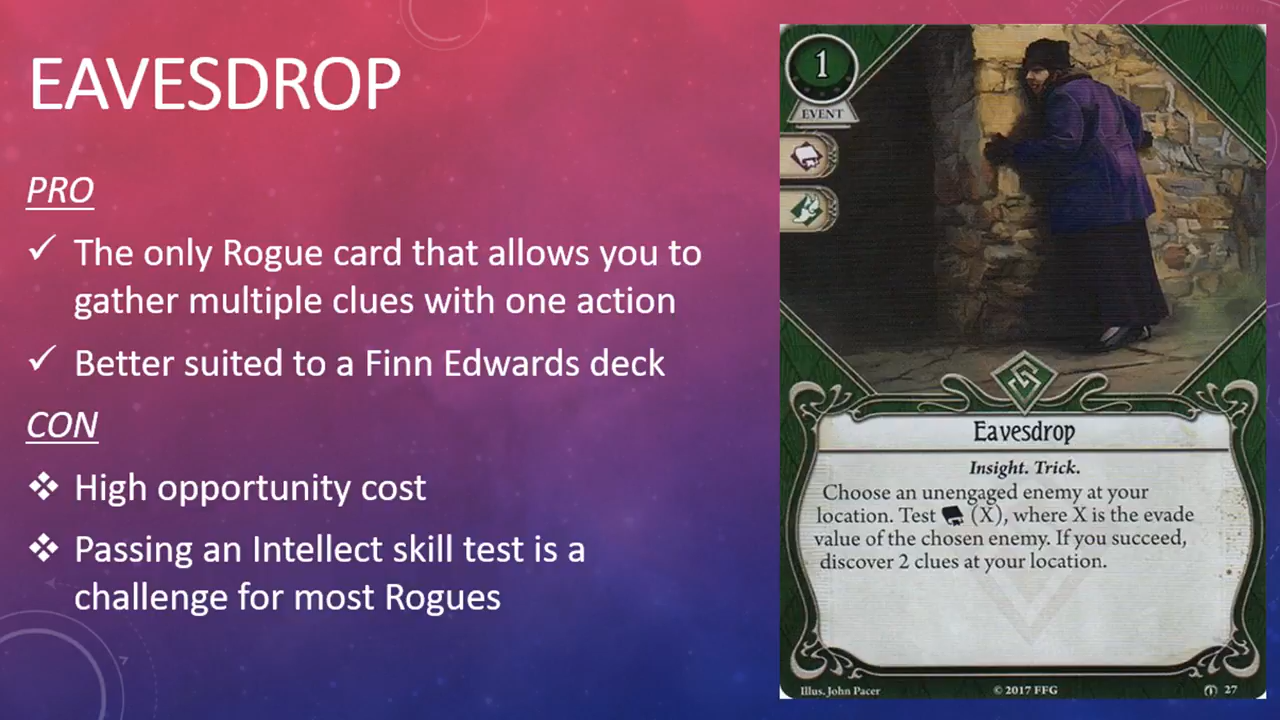 EAVESDROP
PRO
The only Rogue card that allows you to
gather multiple clues with one action
Better suited to a Finn Edwards deck
CON
High opportunity cost
Passing an Intellect skill test is a
challenge for most Rogues
1
EVENT
Eavesdrop
Insight. Trick.
Choose an unengaged enemy at your
location. Test (X), where X is the evade
value of the chosen enemy. If you succeed,
discover 2 clues at your location.
Illus. John Pacer © 2017 FFG 27